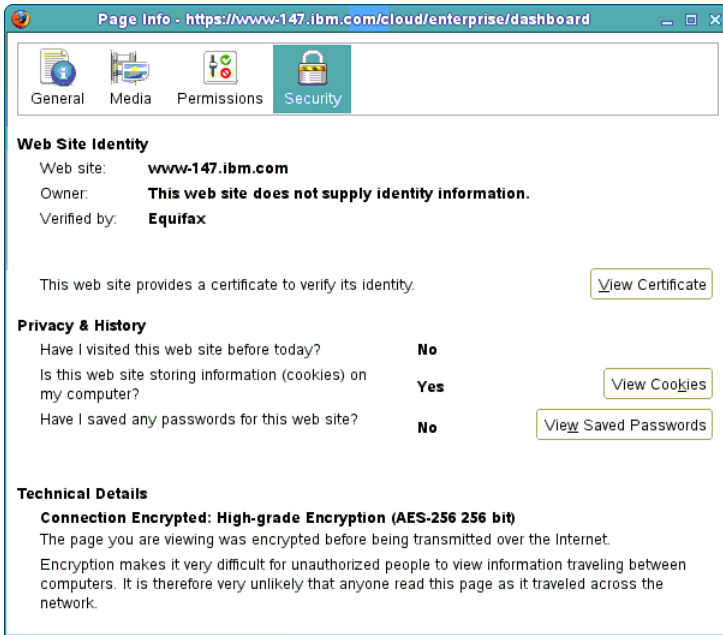 Page Info - https://www-147.ibm.com/cloud/enterprise/dashboard
General Media Permissions Security
Web Site Identity
Web site: www-147.ibm.com
Owner: This web site does not supply identity information.
Verified by: Equifax
This web site provides a certificate to verify its identity. View Certificate
Privacy & History
Have I visited this web site before today? No
Is this web site storing information (cookies) on
my computer? Yes View Cookies
Have I saved any passwords for this web site? No View Saved Passwords
Technical Details
Connection Encrypted: High-grade Encryption (AES-256 256 bit)
The page you are viewing was encrypted before being transmitted over the Internet.
Encryption makes it very difficult for unauthorized people to view information traveling between
computers. It is therefore very unlikely that anyone read this page as it traveled across the
network.